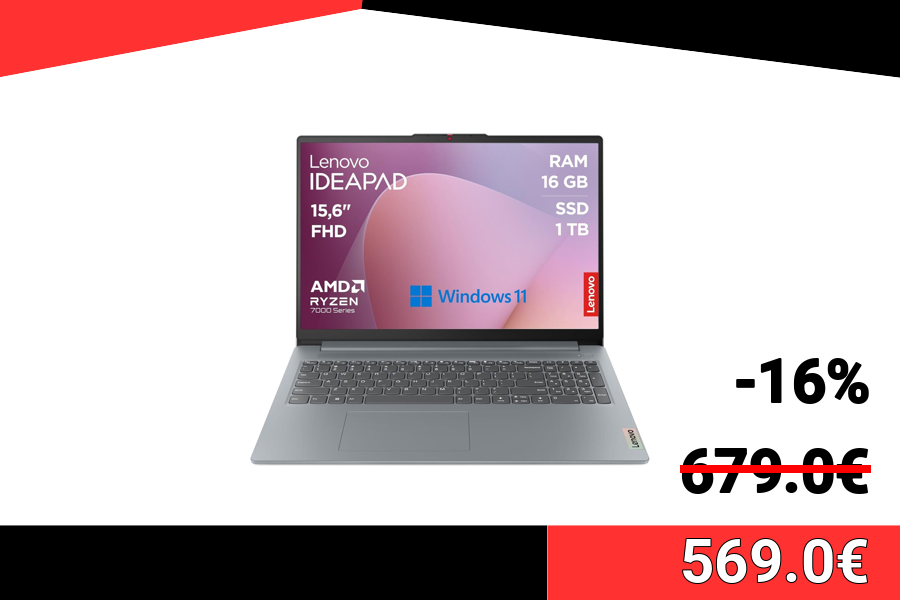 Lenovo
IDEAPAD
15,6"
FHD
RAM
16 GB
SSD
1 TB
AMD
RYZEN
7000 Series
Windows 11
Lenovo
Lenovo
-16%
679.0€
569.0€